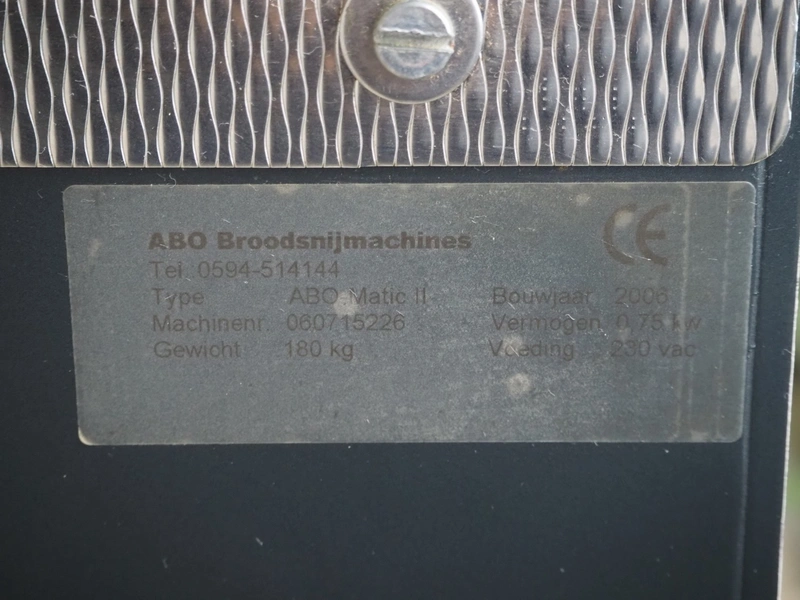 ABO Broodsnijmachines CE
Tel 0594-514144
Type ABO Matic II Bouwjaar 2006
Machinenr. 060715226 Vermogen 0,75 kw
Gewicht 180 kg Voeding 230 vac